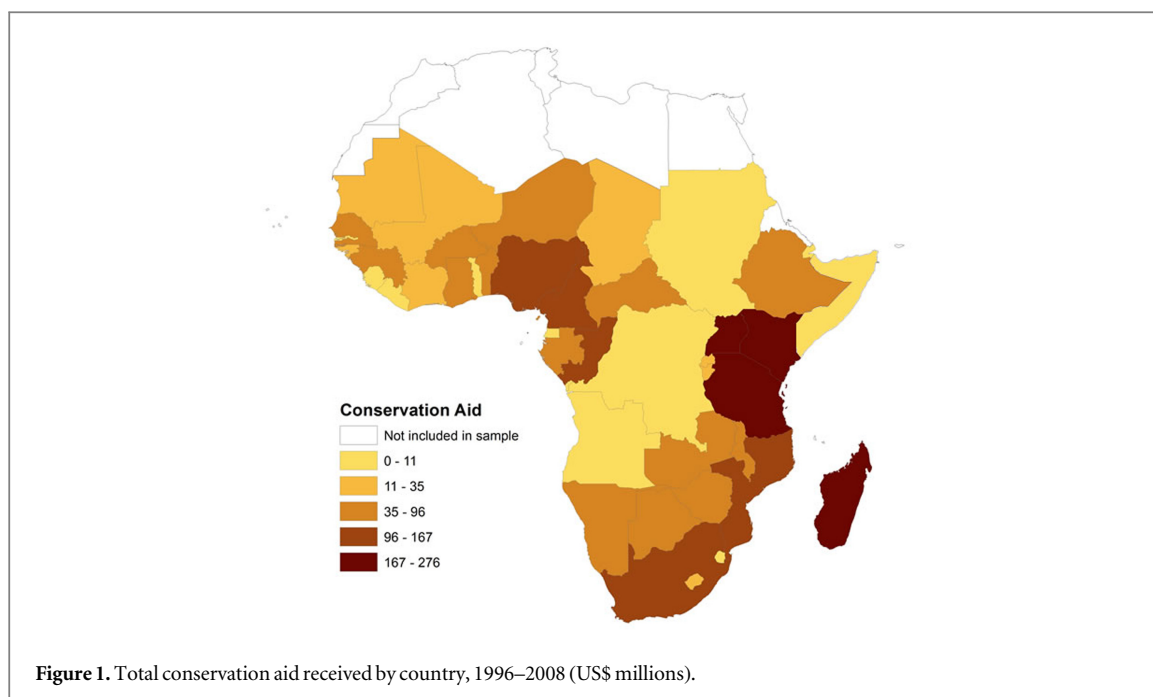 Conservation Aid
Not included in sample
0 - 11
11 - 35
35 - 96
96 - 167
167 - 276
Figure 1. Total conservation aid received by country, 1996–2008 (US$ millions).